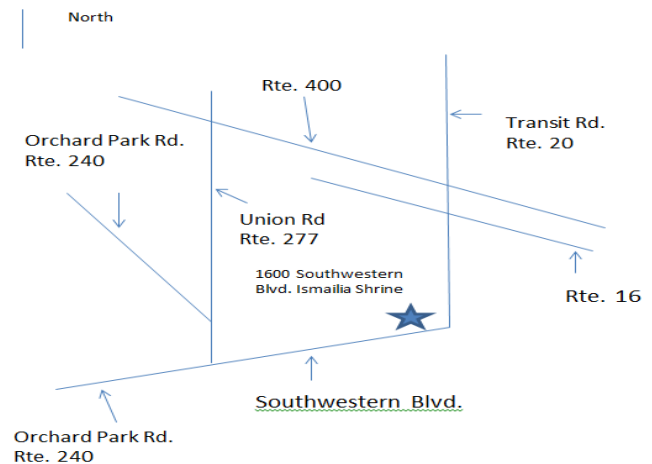 North
Rte. 400
Transit Rd.
Rte. 20
Orchard Park Rd.
Rte. 240
Union Rd
Rte. 277
1600 Southwestern
Blvd. Ismailia Shrine
Rte. 16
Southwestern Blvd.
Orchard Park Rd.
Rte. 240